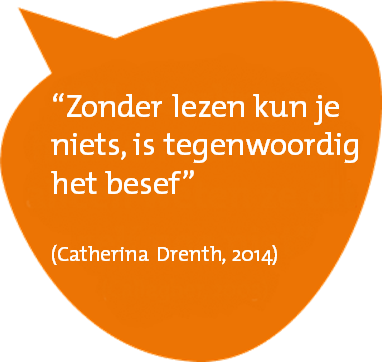 “Zonder lezen kun je
niets, is tegenwoordig
het besef”
(Catherina Drenth, 2014)